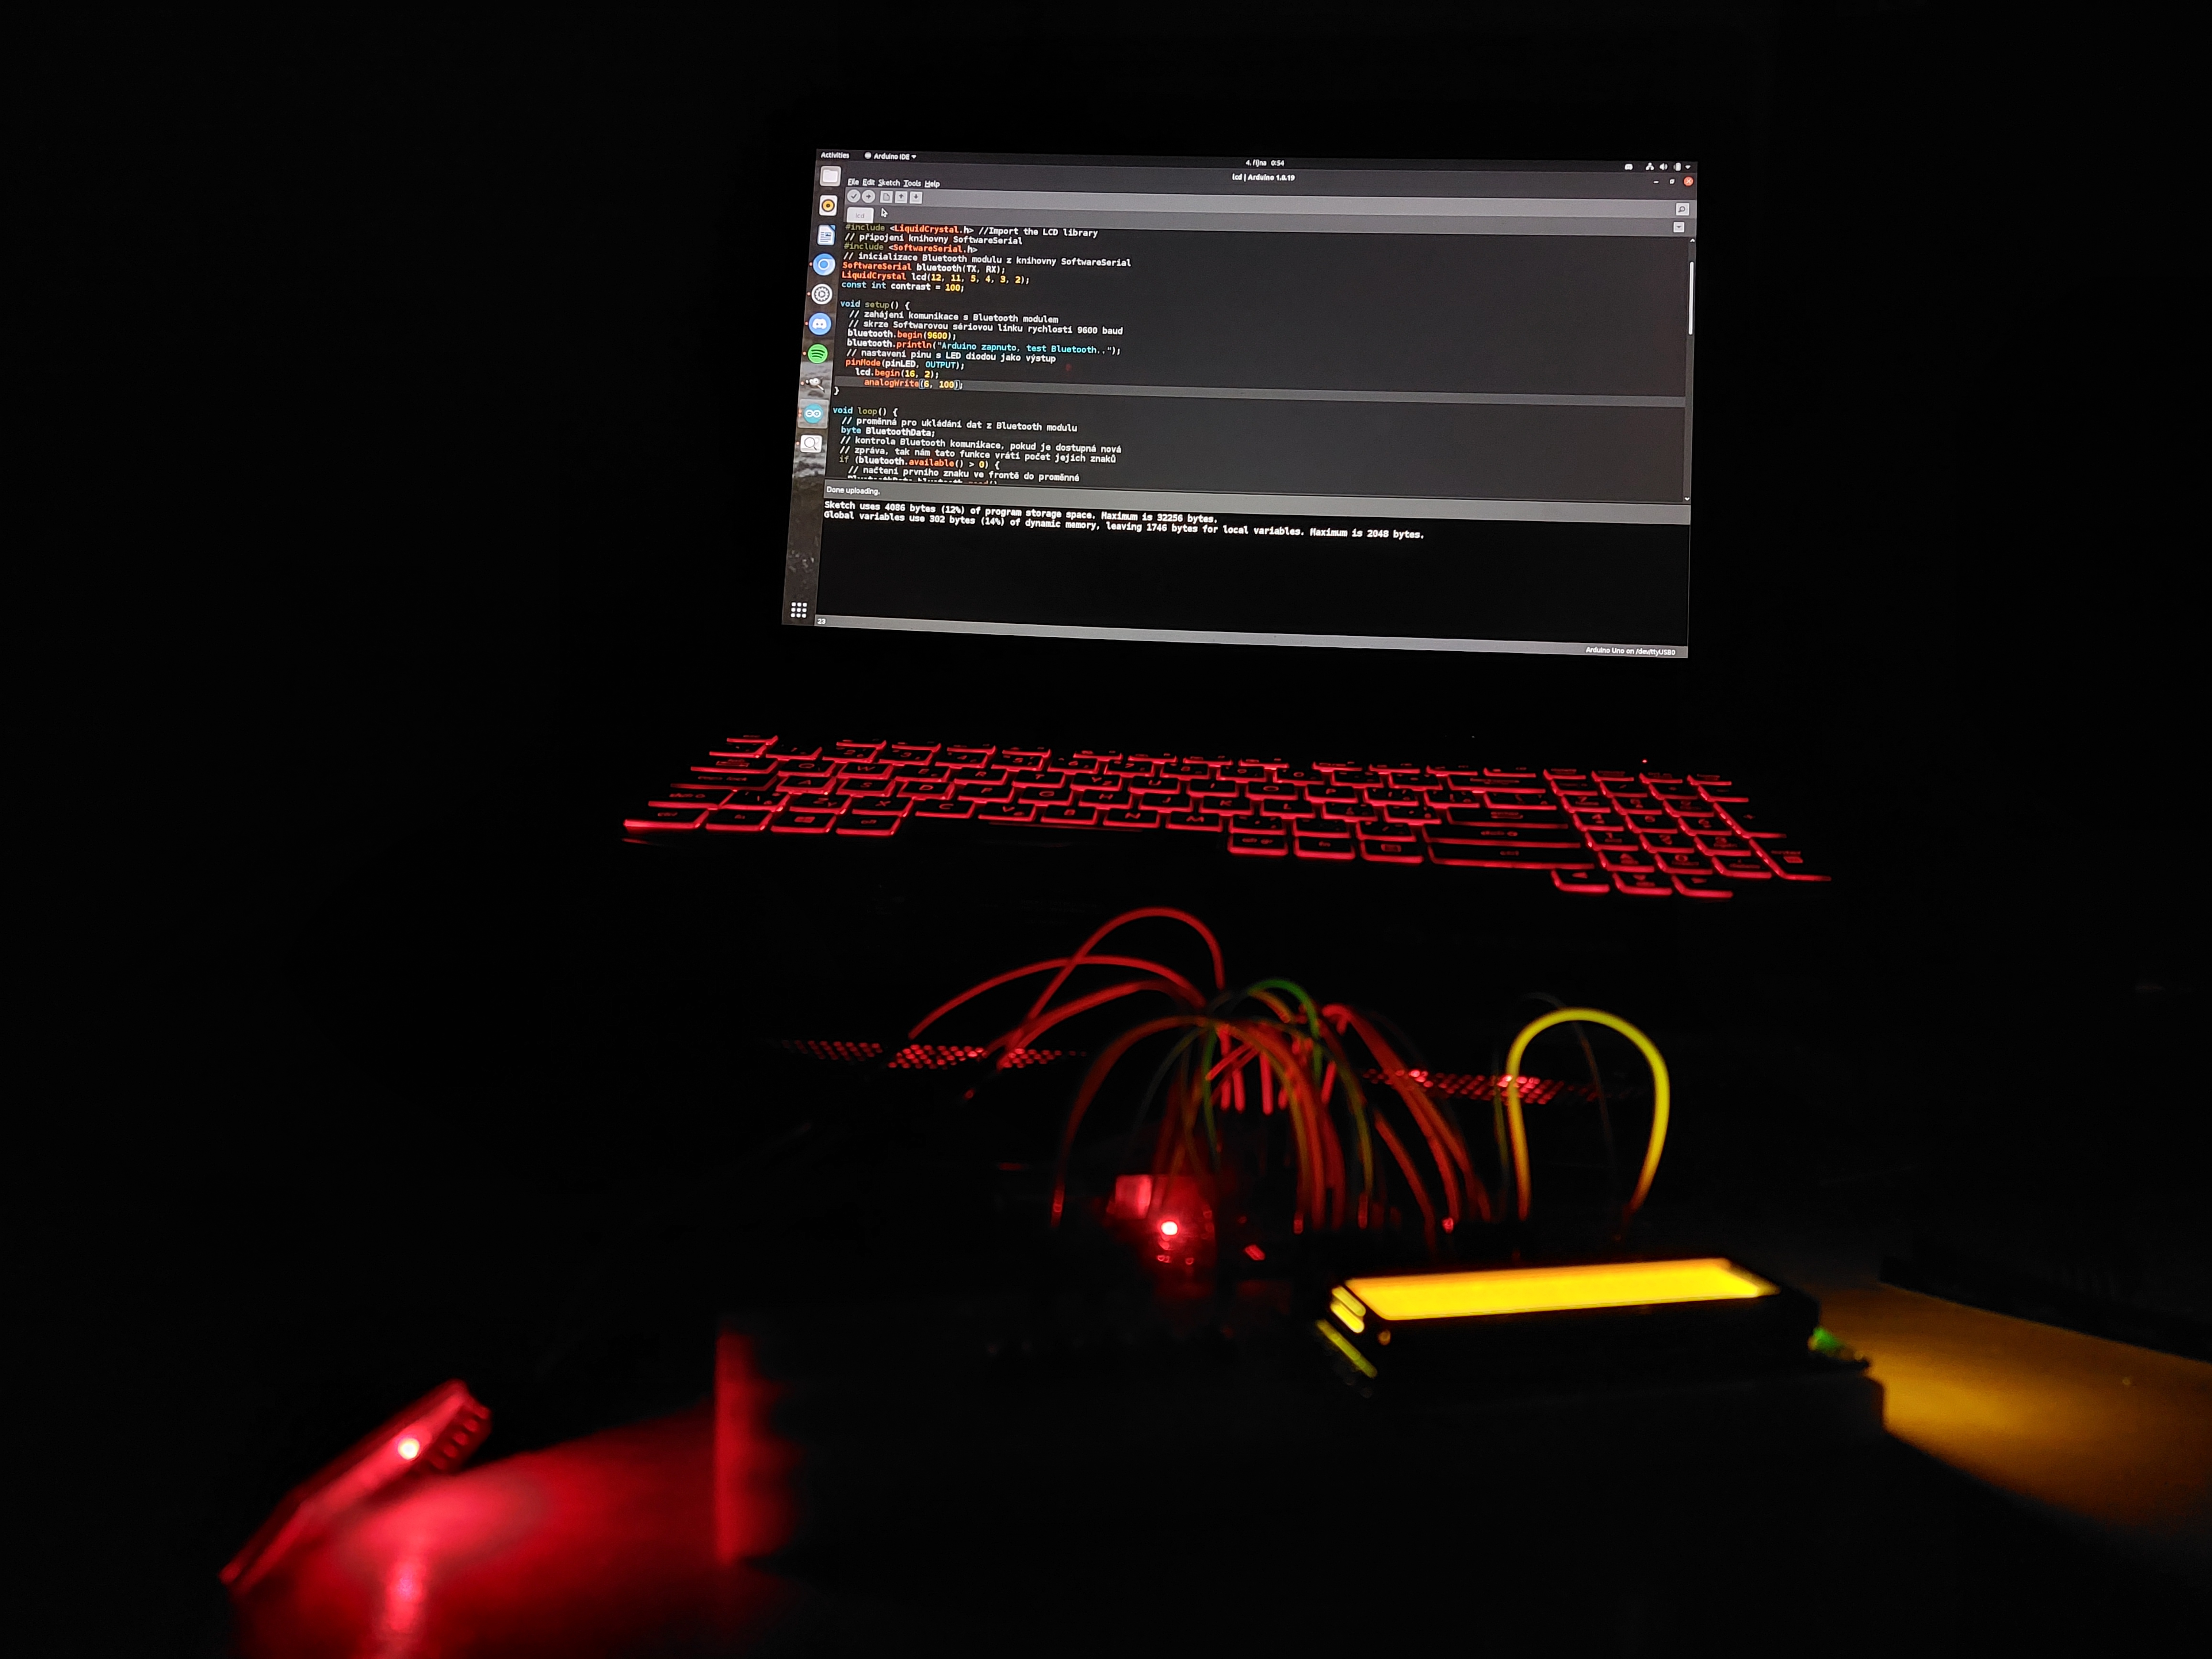 Activities Arduino IDE 4. října 0:54
lcd | Arduino 1.8.19
File Edit Sketch Tools Help
lcd
#include <LiquidCrystal.h> //Import the LCD library
// připojení knihovny SoftwareSerial
#include <SoftwareSerial.h>
// inicializace Bluetooth modulu z knihovny SoftwareSerial
SoftwareSerial bluetooth(TX, RX);
LiquidCrystal lcd(12, 11, 5, 4, 3, 2);
const int contrast = 100;
void setup() {
// zahájení komunikace s Bluetooth modulem
// skrze Softwarovou sériovou linku rychlostí 9600 baud
bluetooth.begin(9600);
bluetooth.println("Arduino zapnuto, test Bluetooth..");
// nastavení pinu s LED diodou jako výstup
pinMode(pinLED, OUTPUT);
lcd.begin(16, 2);
analogWrite(6, 100);
}
void loop() {
// proměnná pro ukládání dat z Bluetooth modulu
byte BluetoothData;
// kontrola Bluetooth komunikace, pokud je dostupná nová
// zpráva, tak nám tato funkce vrátí počet jejich znaků
if (bluetooth.available() > 0) {
// načtení prvního znaku ve frontě do proměnné
Done uploading.
Sketch uses 4086 bytes (12%) of program storage space. Maximum is 32256 bytes.
Global variables use 302 bytes (14%) of dynamic memory, leaving 1746 bytes for local variables. Maximum is 2048 bytes.
23
Arduino Uno on /dev/ttyUSB0